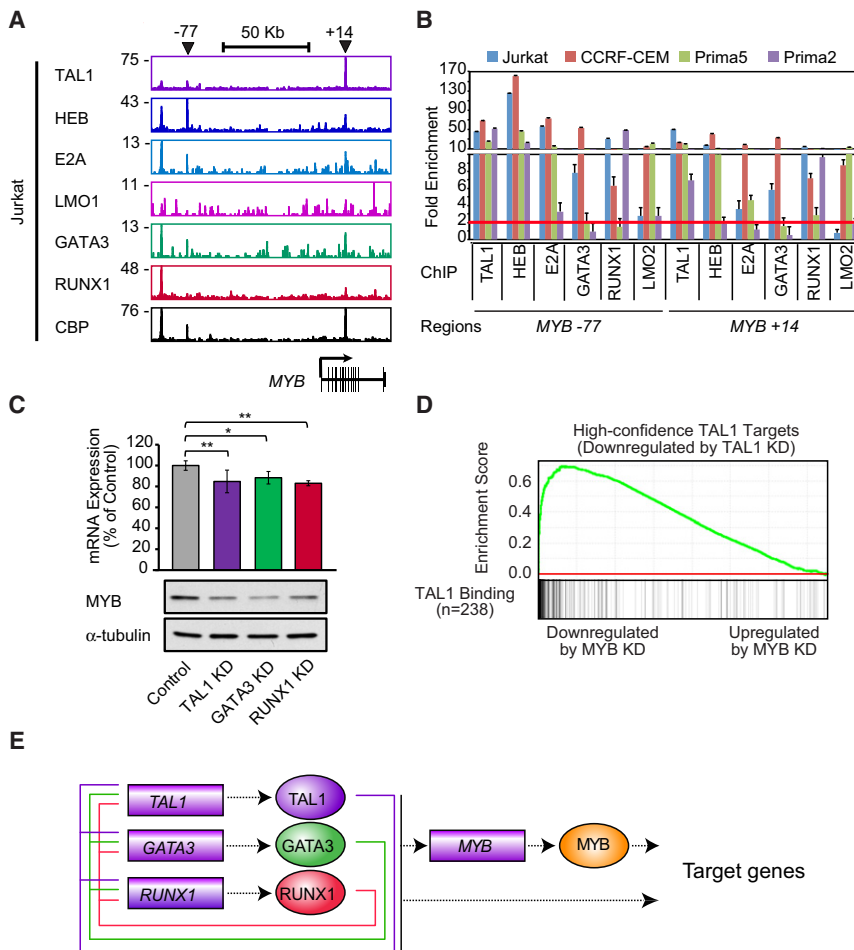 A
-77
50 Kb
+14
Jurkat
TAL1
75 -
HEB
43 -
E2A
13 -
LMO1
11 -
GATA3
13 -
RUNX1
48 -
CBP
76 -
MYB
B
Jurkat CCRF-CEM Prima5 Prima2
Fold Enrichment
170
130
90
50
10
8
6
4
2
0
ChIP
TAL1 HEB E2A GATA3 RUNX1 LMO2 TAL1 HEB E2A GATA3 RUNX1 LMO2
Regions MYB -77 MYB +14
C
**
*
**
mRNA Expression
(% of Control)
120
100
80
60
40
20
0
MYB
α-tubulin
Control TAL1 KD GATA3 KD RUNX1 KD
D
High-confidence TAL1 Targets
(Downregulated by TAL1 KD)
Enrichment Score
0.6
0.4
0.2
0.0
TAL1 Binding
(n=238)
Downregulated
by MYB KD
Upregulated
by MYB KD
E
TAL1 TAL1
GATA3 GATA3
RUNX1 RUNX1
MYB MYB
Target genes